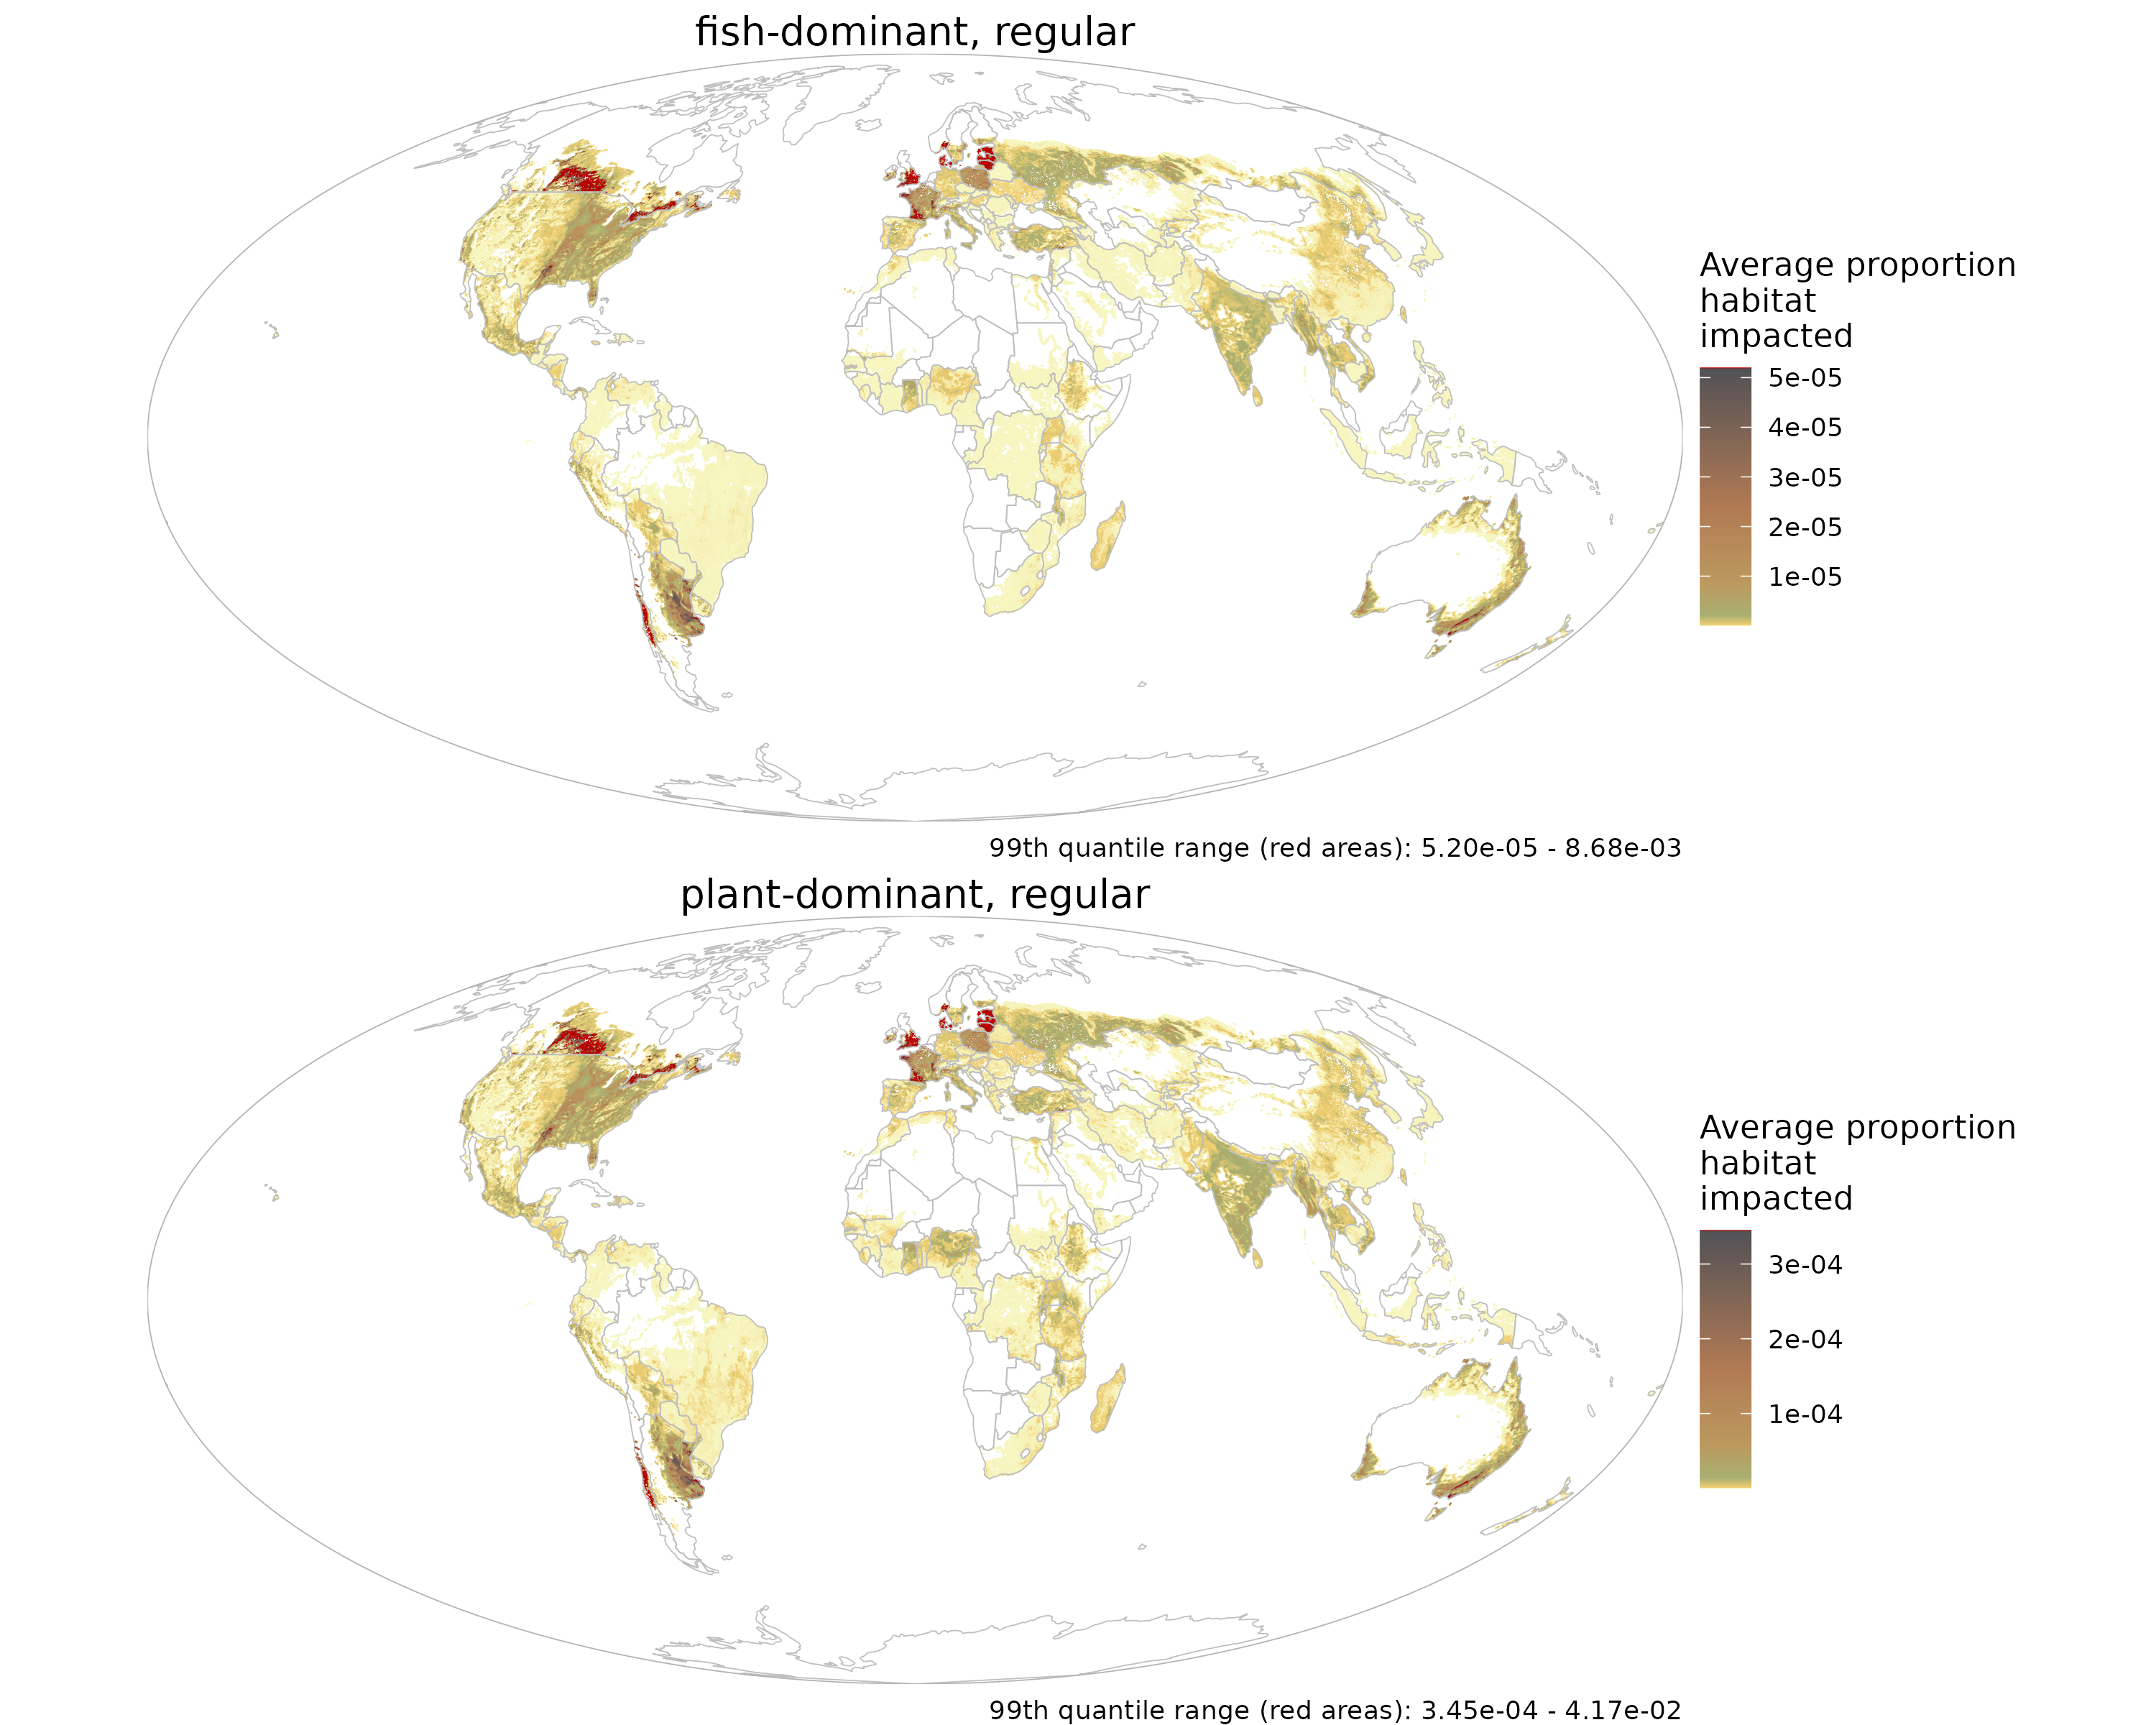 fish-dominant, regular
Average proportion
habitat
impacted
5e-05
4e-05
3e-05
2e-05
1e-05
99th quantile range (red areas): 5.20e-05 - 8.68e-03
plant-dominant, regular
Average proportion
habitat
impacted
3e-04
2e-04
1e-04
99th quantile range (red areas): 3.45e-04 - 4.17e-02